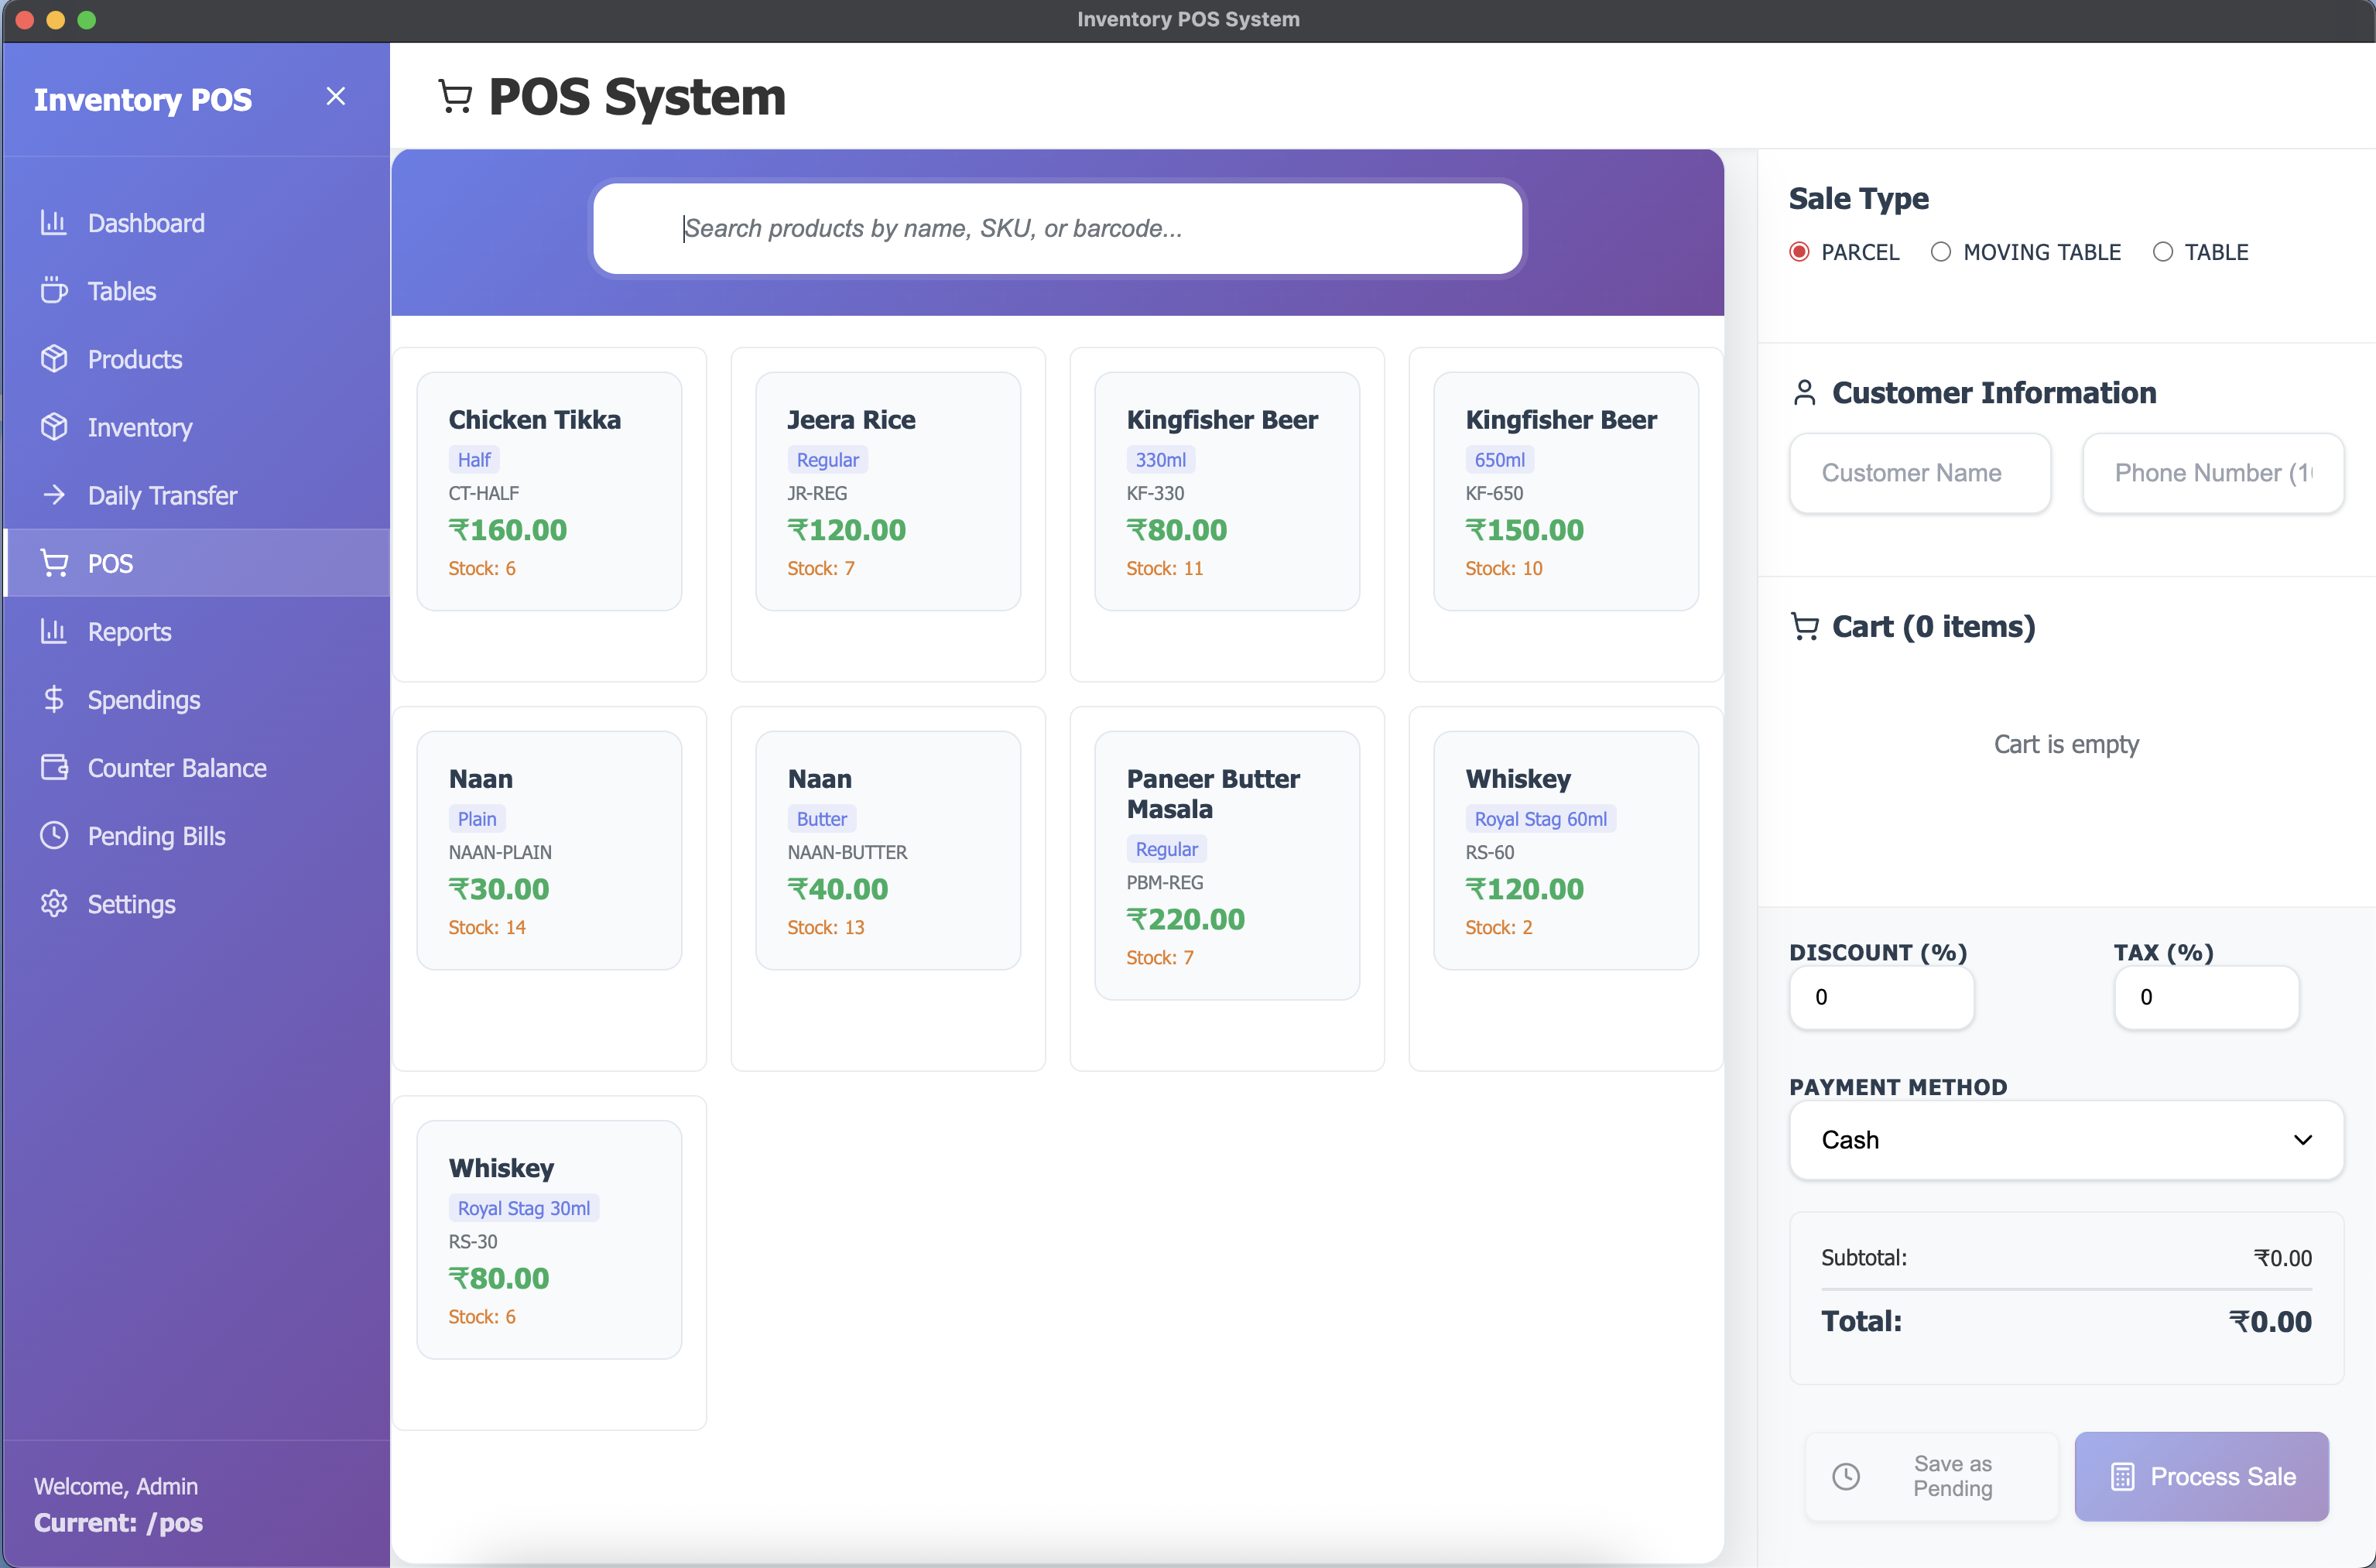 Inventory POS System
Inventory POS
Dashboard
Tables
Products
Inventory
Daily Transfer
POS
Reports
Spendings
Counter Balance
Pending Bills
Settings
Welcome, Admin
Current: /pos
POS System
Search products by name, SKU, or barcode...
Chicken Tikka
Half
CT-HALF
₹160.00
Stock: 6
Jeera Rice
Regular
JR-REG
₹120.00
Stock: 7
Kingfisher Beer
330ml
KF-330
₹80.00
Stock: 11
Kingfisher Beer
650ml
KF-650
₹150.00
Stock: 10
Naan
Plain
NAAN-PLAIN
₹30.00
Stock: 14
Naan
Butter
NAAN-BUTTER
₹40.00
Stock: 13
Paneer Butter
Masala
Regular
PBM-REG
₹220.00
Stock: 7
Whiskey
Royal Stag 60ml
RS-60
₹120.00
Stock: 2
Whiskey
Royal Stag 30ml
RS-30
₹80.00
Stock: 6
Sale Type
PARCEL MOVING TABLE TABLE
Customer Information
Customer Name Phone Number (1
Cart (0 items)
Cart is empty
DISCOUNT (%) TAX (%)
0 0
PAYMENT METHOD
Cash
Subtotal: ₹0.00
Total: ₹0.00
Save as
Pending
Process Sale